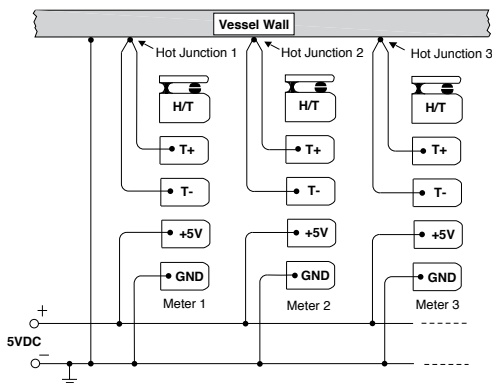 Vessel Wall
Hot Junction 1
Hot Junction 2
Hot Junction 3
H/T
H/T
H/T
T+
T+
T+
T-
T-
T-
+5V
+5V
+5V
GND
GND
GND
Meter 1
Meter 2
Meter 3
+
5VDC
−